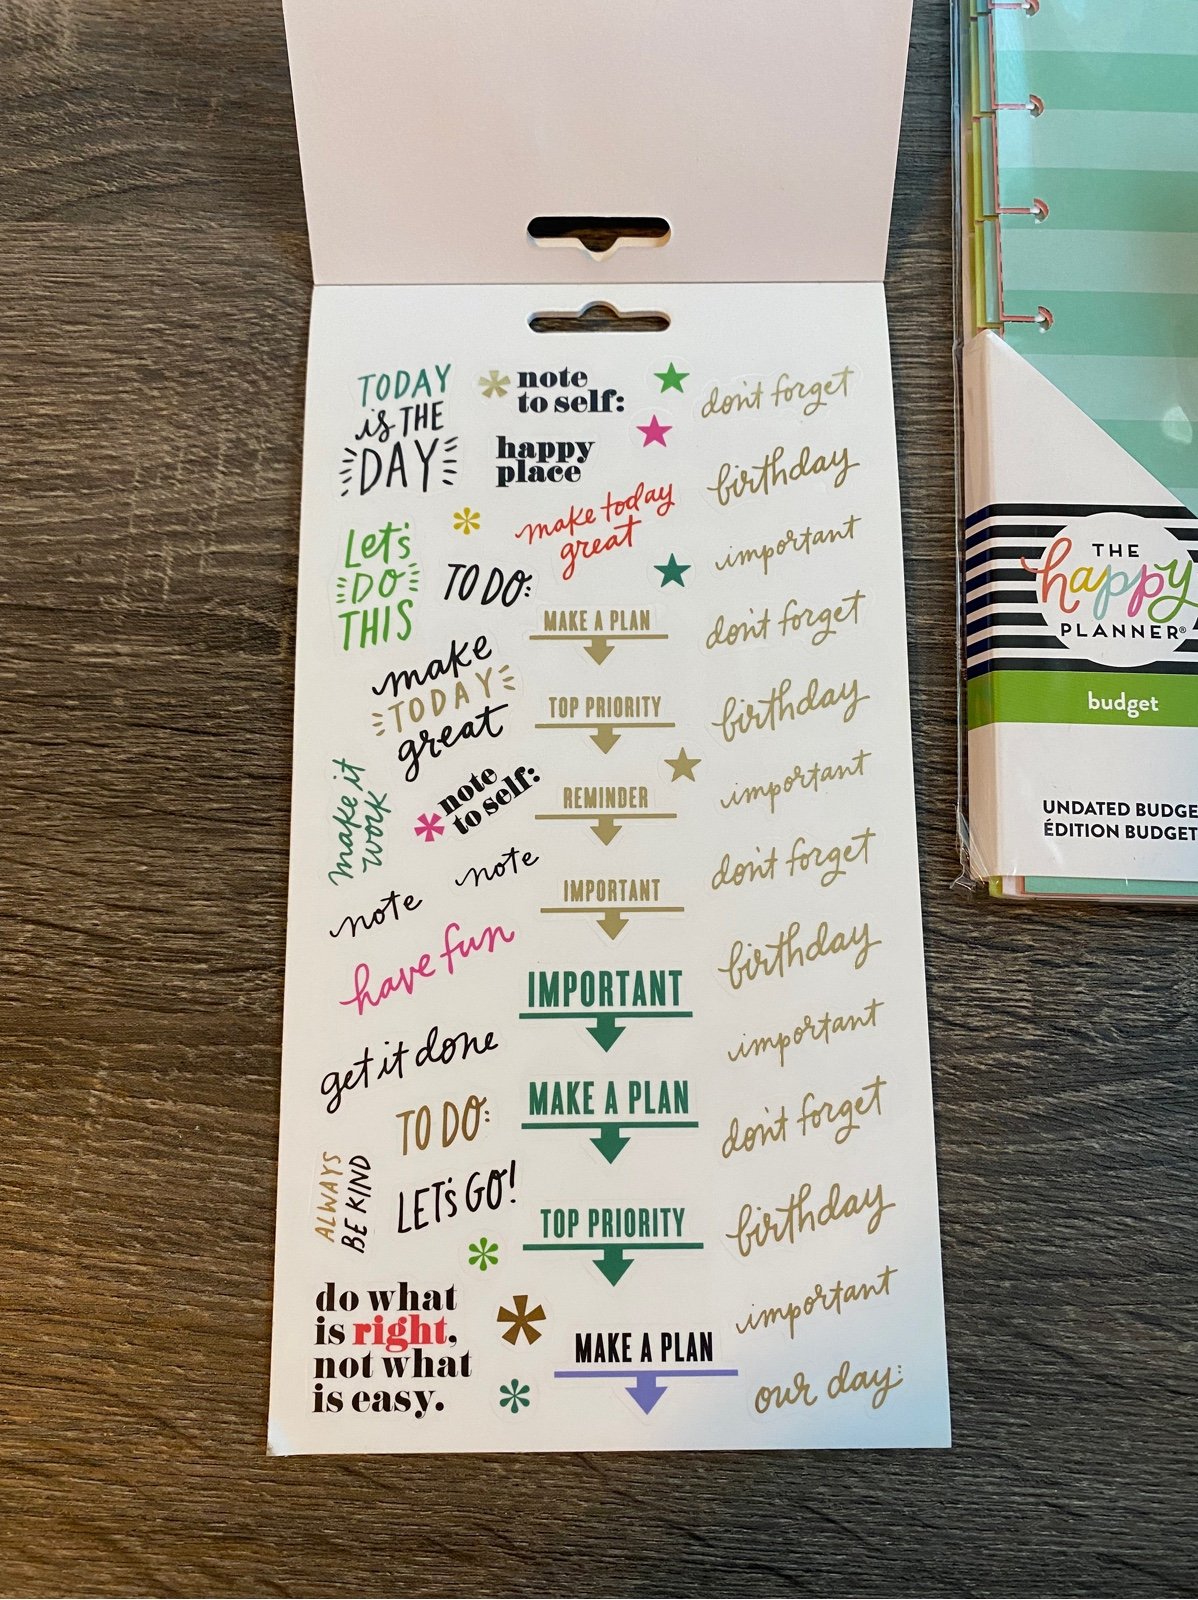 TODAY
is THE
DAY
note
to self:
happy
place
don't forget
birthday
make today
great
important
Let's
DO
THIS
TO DO:
MAKE A PLAN
don't forget
make
TODAY
great
TOP PRIORITY
birthday
make it
work
note
to self:
REMINDER
important
note
note
IMPORTANT
don't forget
have fun
birthday
IMPORTANT
get it done
important
MAKE A PLAN
TO DO:
don't forget
ALWAYS
BE KIND
LET'S GO!
TOP PRIORITY
birthday
do what
is right,
not what
is easy.
MAKE A PLAN
important
our day:
THE
happy
PLANNER®
budget
UNDATED BUDGE
ÉDITION BUDGET